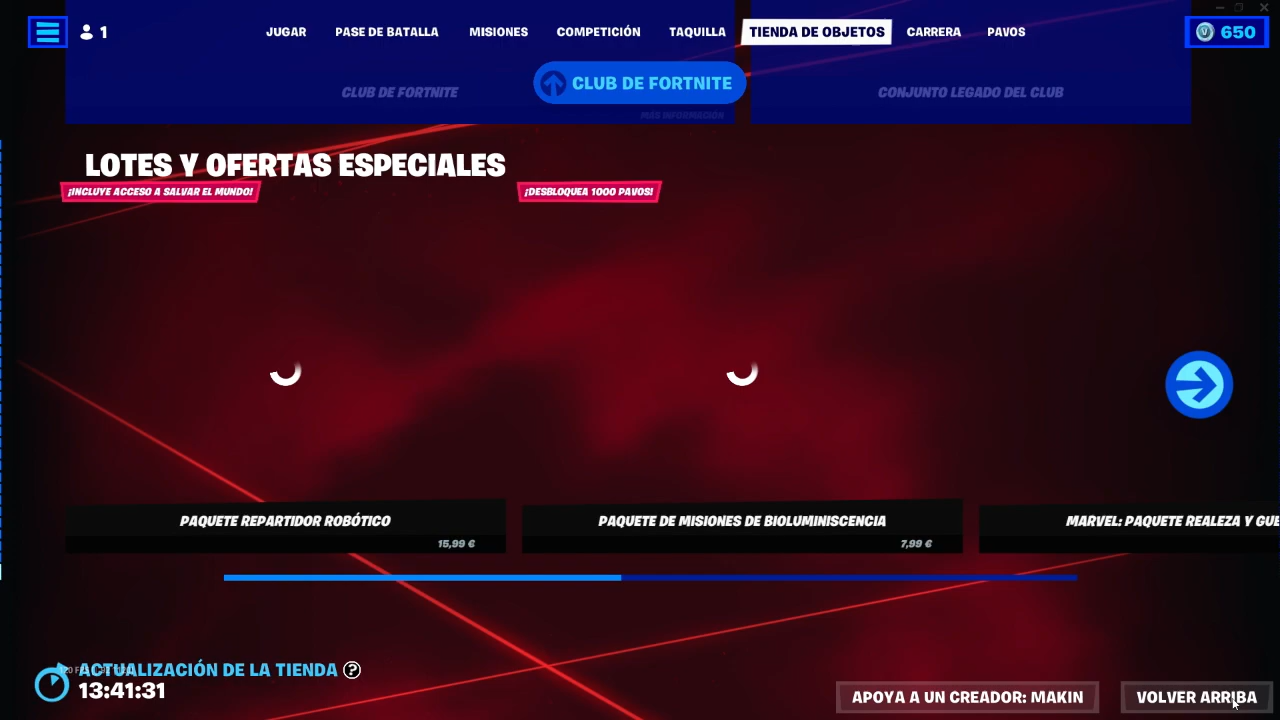 1
JUGAR
PASE DE BATALLA
MISIONES
COMPETICIÓN
TAQUILLA
TIENDA DE OBJETOS
CARRERA
PAVOS
650
CLUB DE FORTNITE
CLUB DE FORTNITE
CONJUNTO LEGADO DEL CLUB
MÁS INFORMACIÓN
LOTES Y OFERTAS ESPECIALES
¡INCLUYE ACCESO A SALVAR EL MUNDO!
¡DESBLOQUEA 1000 PAVOS!
PAQUETE REPARTIDOR ROBÓTICO
15,99 €
PAQUETE DE MISIONES DE BIOLUMINISCENCIA
7,99 €
MARVEL: PAQUETE REALEZA Y GUE
ACTUALIZACIÓN DE LA TIENDA ?
13:41:31
APOYA A UN CREADOR: MAKIN
VOLVER ARRIBA